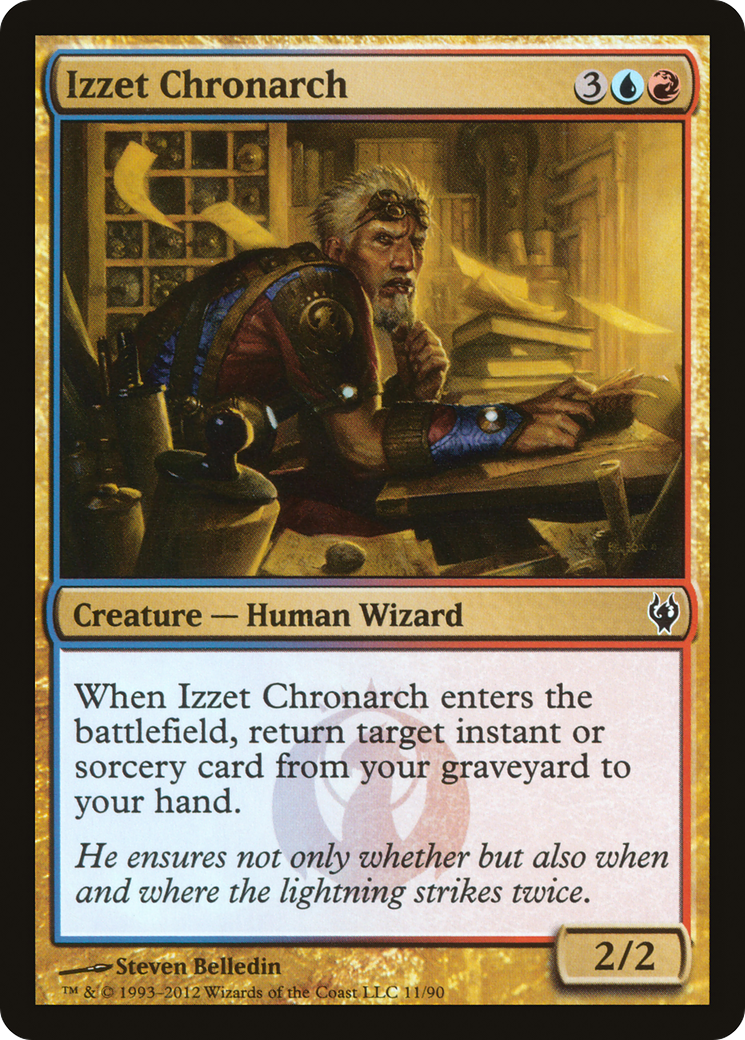 Izzet Chronarch 3
Creature — Human Wizard
When Izzet Chronarch enters the
battlefield, return target instant or
sorcery card from your graveyard to
your hand.
He ensures not only whether but also when
and where the lightning strikes twice.
2/2
Steven Belledin
™ & © 1993–2012 Wizards of the Coast LLC 11/90